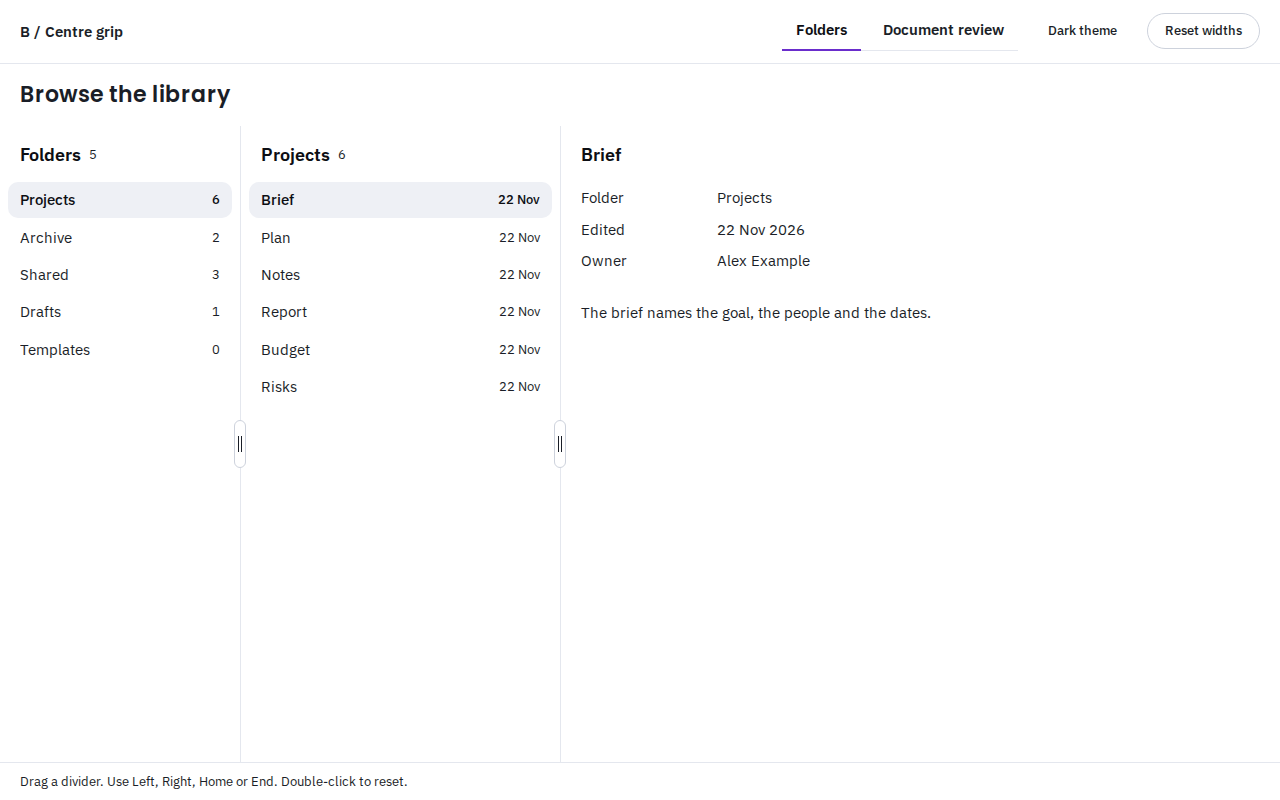 B / Centre grip
Folders
Document review
Dark theme
Reset widths
Browse the library
Folders 5
Projects 6
Archive 2
Shared 3
Drafts 1
Templates 0
Projects 6
Brief 22 Nov
Plan 22 Nov
Notes 22 Nov
Report 22 Nov
Budget 22 Nov
Risks 22 Nov
Brief
Folder Projects
Edited 22 Nov 2026
Owner Alex Example
The brief names the goal, the people and the dates.
Drag a divider. Use Left, Right, Home or End. Double-click to reset.